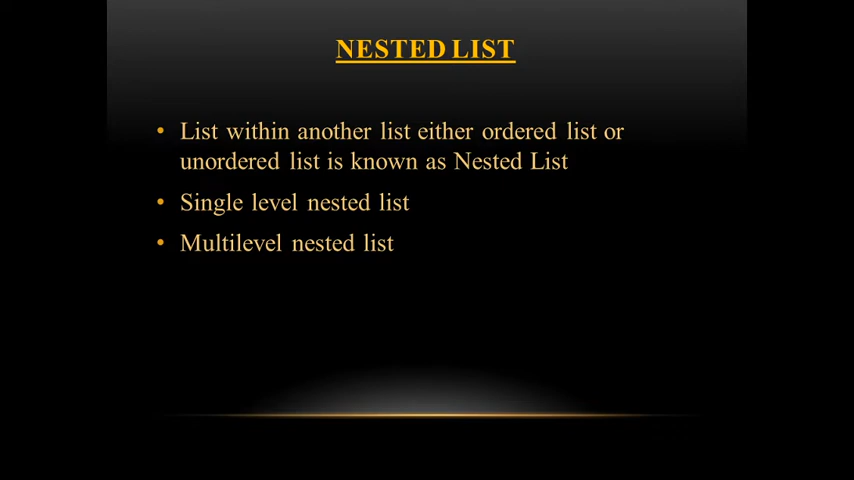 NESTED LIST
• List within another list either ordered list or
unordered list is known as Nested List
• Single level nested list
• Multilevel nested list